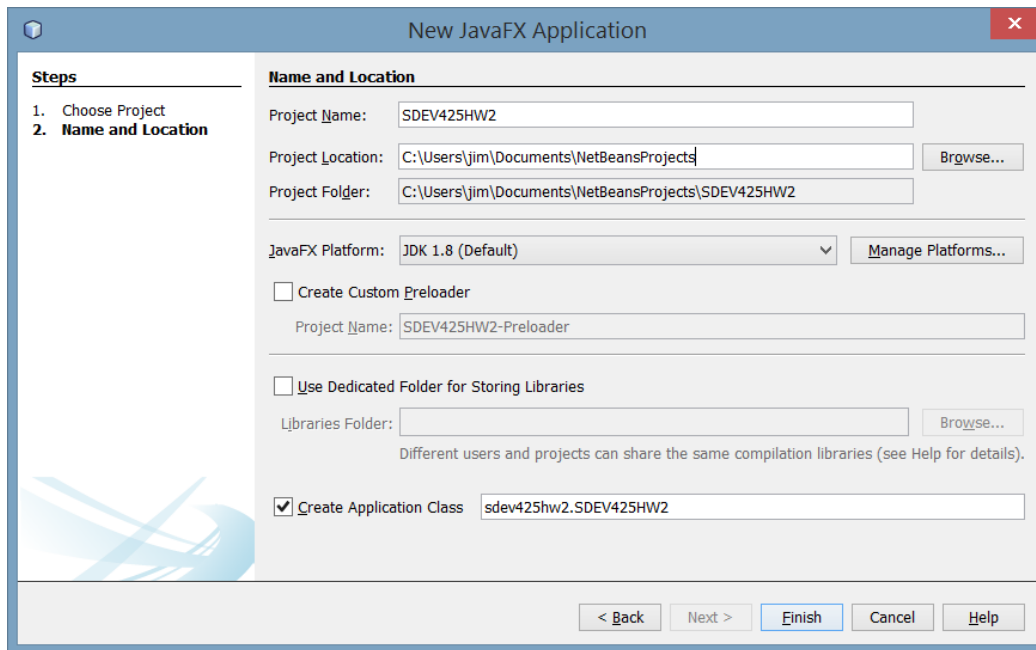 New JavaFX Application
Steps
1. Choose Project
2. Name and Location
Name and Location
Project Name: SDEV425HW2
Project Location: C:\Users\jim\Documents\NetBeansProjects Browse...
Project Folder: C:\Users\jim\Documents\NetBeansProjects\SDEV425HW2
JavaFX Platform: JDK 1.8 (Default) Manage Platforms...
Create Custom Preloader
Project Name: SDEV425HW2-Preloader
Use Dedicated Folder for Storing Libraries
Libraries Folder: Browse...
Different users and projects can share the same compilation libraries (see Help for details).
Create Application Class sdev425hw2.SDEV425HW2
< Back Next > Finish Cancel Help